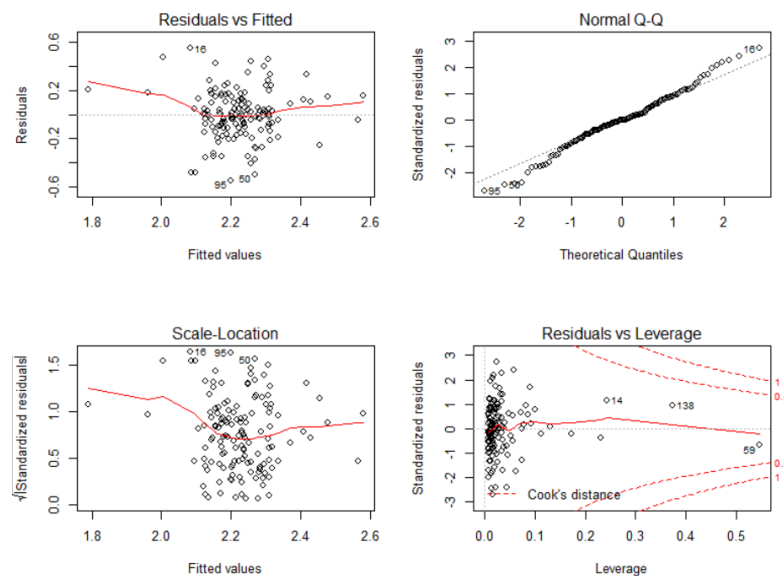 Residuals vs Fitted
Residuals
0.6
0.2
-0.2
-0.6
16
95
50
1.8 2.0 2.2 2.4 2.6
Fitted values
Normal Q-Q
Standardized residuals
3
2
1
0
-1
-2
16
95
50
-2 -1 0 1 2
Theoretical Quantiles
Scale-Location
√|Standardized residuals|
1.5
1.0
0.5
0.0
16
95
50
1.8 2.0 2.2 2.4 2.6
Fitted values
Residuals vs Leverage
Standardized residuals
3
2
1
0
-1
-2
-3
14
138
59
1
0.
0.
1
Cook's distance
0.0 0.1 0.2 0.3 0.4 0.5
Leverage